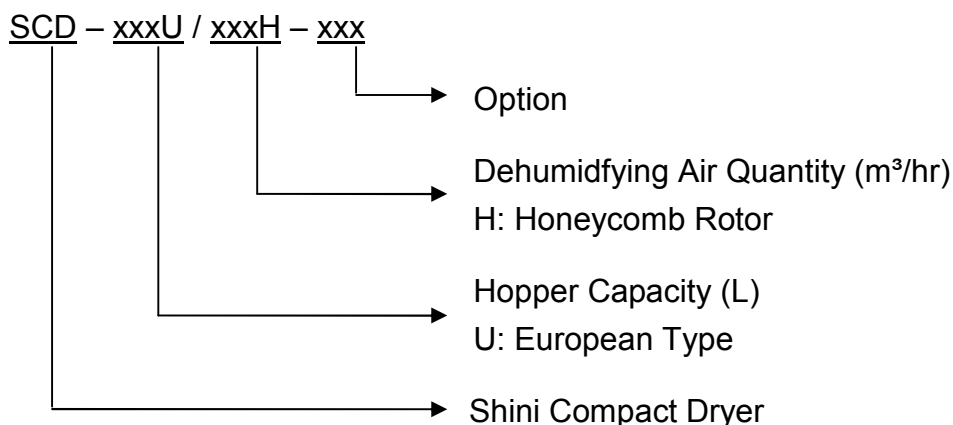 SCD – xxxU / xxxH – xxx
Option
Dehumidfying Air Quantity (m³/hr)
H: Honeycomb Rotor
Hopper Capacity (L)
U: European Type
Shini Compact Dryer